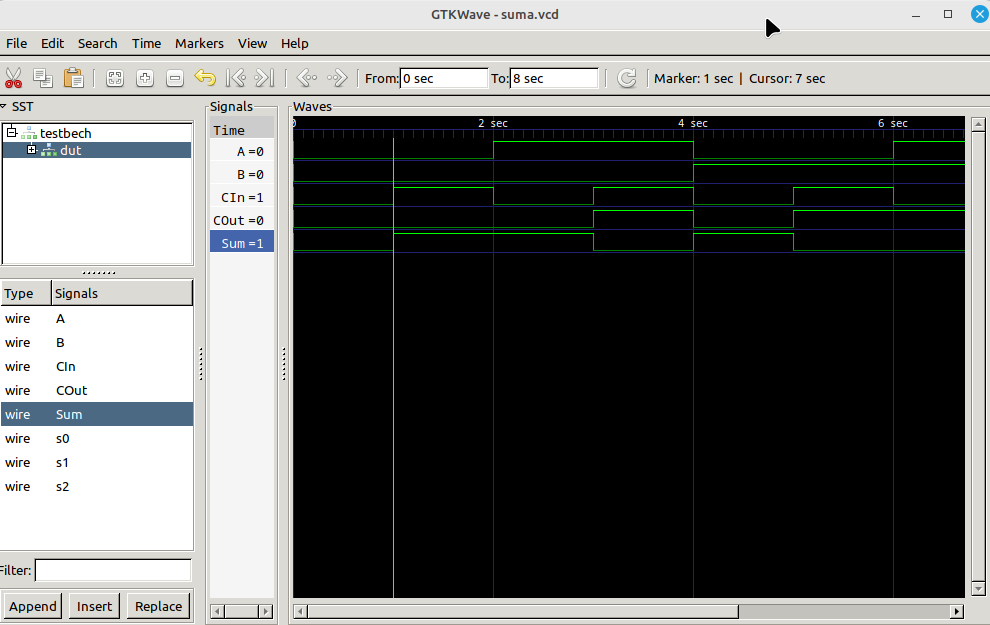 GTKWave - suma.vcd
File Edit Search Time Markers View Help
From: 0 sec To: 8 sec Marker: 1 sec | Cursor: 7 sec
SST
testbech
dut
Type Signals
wire A
wire B
wire CIn
wire COut
wire Sum
wire s0
wire s1
wire s2
Filter:
Append Insert Replace
Signals
Time
A =0
B =0
CIn =1
COut =0
Sum =1
Waves
0 2 sec 4 sec 6 sec